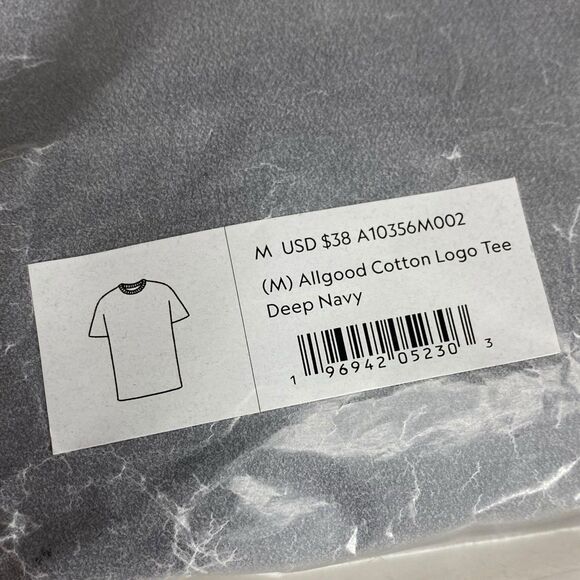 M USD $38 A10356M002
(M) Allgood Cotton Logo Tee
Deep Navy
1 96942 05230 3